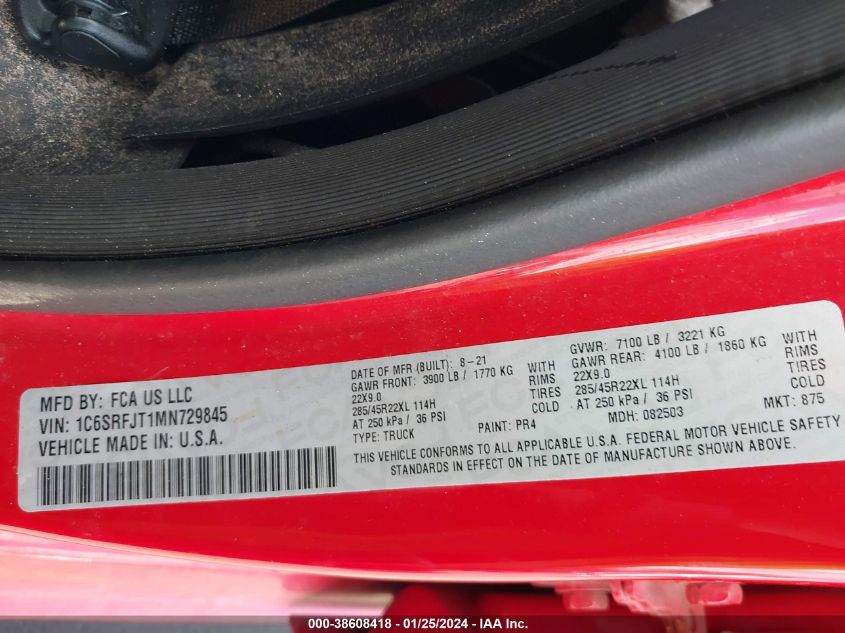 MFD BY: FCA US LLC
VIN: 1C6SRFJT1MN729845
VEHICLE MADE IN: U.S.A.
DATE OF MFR (BUILT): 8-21
GAWR FRONT: 3900 LB / 1770 KG WITH
22X9.0 RIMS
285/45R22XL 114H TIRES
AT 250 kPa / 36 PSI COLD
TYPE: TRUCK PAINT: PR4
GVWR: 7100 LB / 3221 KG
GAWR REAR: 4100 LB / 1860 KG WITH
22X9.0 RIMS
285/45R22XL 114H TIRES
AT 250 kPa / 36 PSI COLD
MDH: 082503 MKT: 875
THIS VEHICLE CONFORMS TO ALL APPLICABLE U.S.A. FEDERAL MOTOR VEHICLE SAFETY
STANDARDS IN EFFECT ON THE DATE OF MANUFACTURE SHOWN ABOVE.
000-38608418 - 01/25/2024 - IAA Inc.